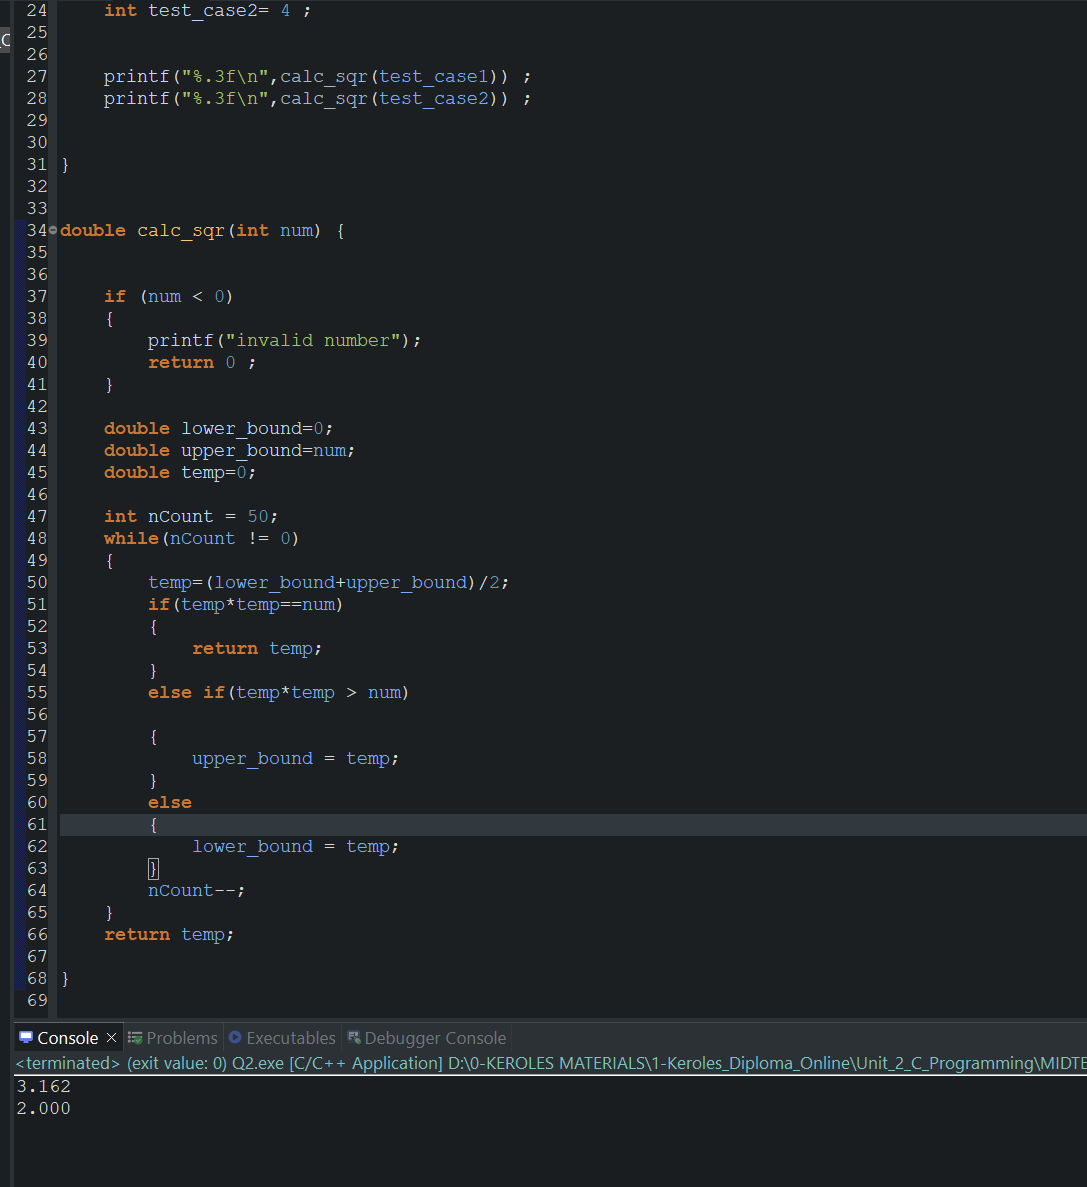 24 int test_case2= 4 ;
25
26
27 printf("%.3f\n",calc_sqr(test_case1)) ;
28 printf("%.3f\n",calc_sqr(test_case2)) ;
29
30
31 }
32
33
34 double calc_sqr(int num) {
35
36
37 if (num < 0)
38 {
39 printf("invalid number");
40 return 0 ;
41 }
42
43 double lower_bound=0;
44 double upper_bound=num;
45 double temp=0;
46
47 int nCount = 50;
48 while(nCount != 0)
49 {
50 temp=(lower_bound+upper_bound)/2;
51 if(temp*temp==num)
52 {
53 return temp;
54 }
55 else if(temp*temp > num)
56
57 {
58 upper_bound = temp;
59 }
60 else
61 {
62 lower_bound = temp;
63 }
64 nCount--;
65 }
66 return temp;
67
68 }
69
Console Problems Executables Debugger Console
<terminated> (exit value: 0) Q2.exe [C/C++ Application] D:\0-KEROLES MATERIALS\1-Keroles_Diploma_Online\Unit_2_C_Programming\MIDTE
3.162
2.000